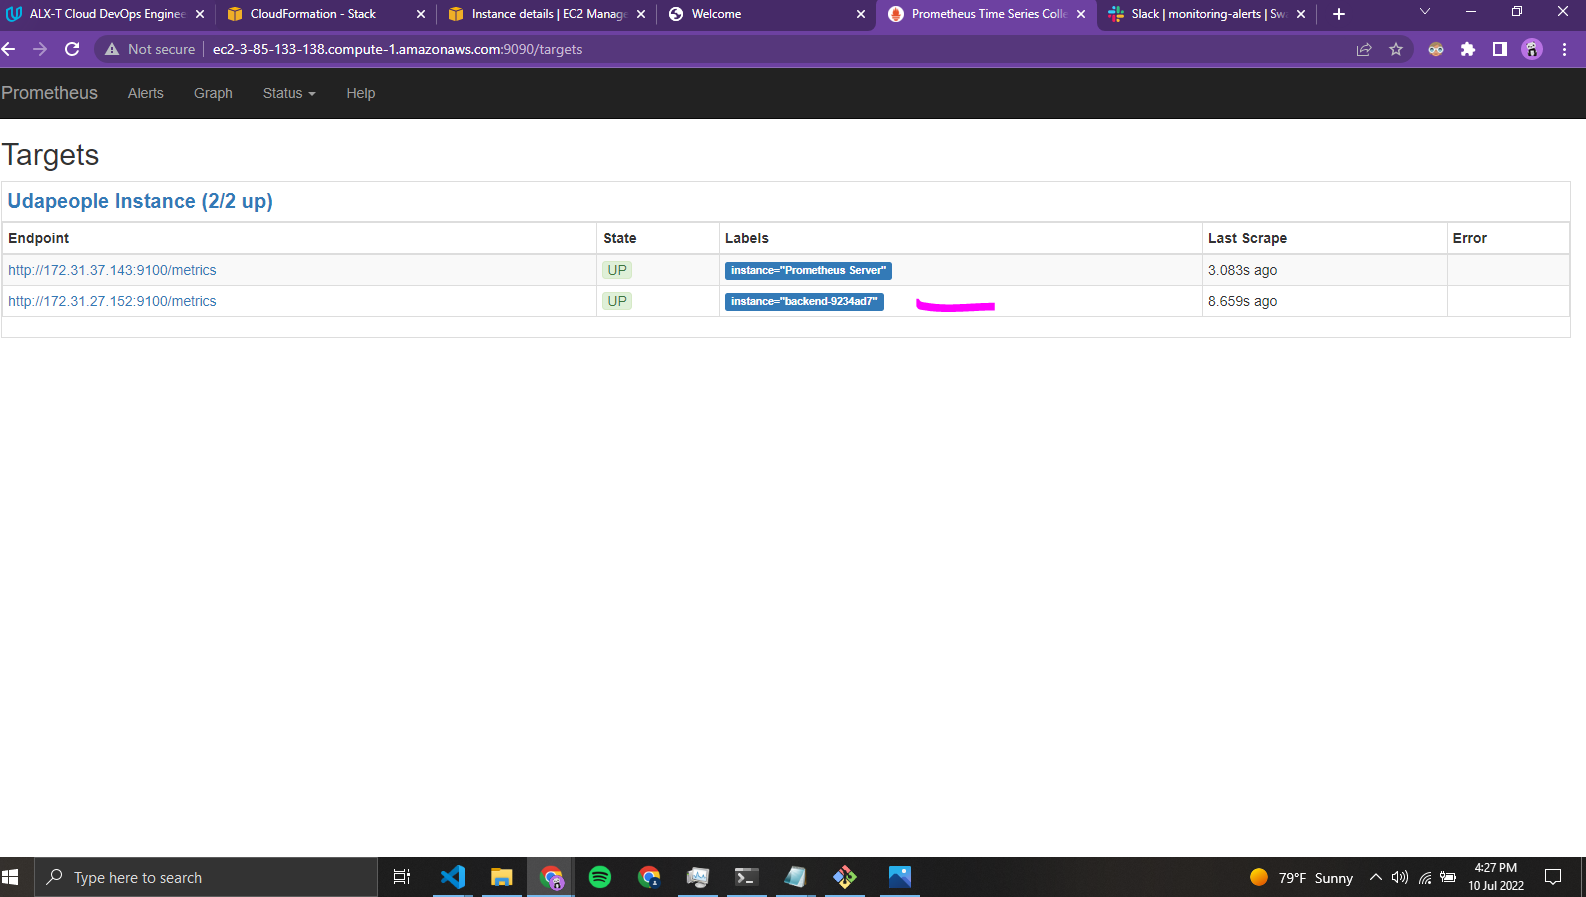 ALX-T Cloud DevOps Enginee
CloudFormation - Stack
Instance details | EC2 Manage
Welcome
Prometheus Time Series Colle
Slack | monitoring-alerts | Swa
Not secure
ec2-3-85-133-138.compute-1.amazonaws.com:9090/targets
Prometheus Alerts Graph Status Help
Targets
Udapeople Instance (2/2 up)
Endpoint State Labels Last Scrape Error
http://172.31.37.143:9100/metrics UP instance="Prometheus Server" 3.083s ago
http://172.31.27.152:9100/metrics UP instance="backend-9234ad7" 8.659s ago
Type here to search
79°F Sunny
4:27 PM
10 Jul 2022